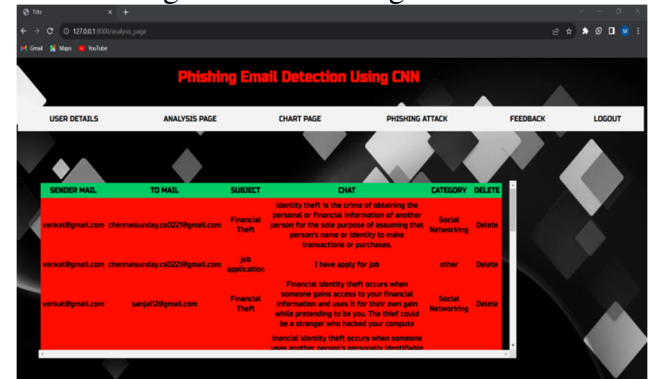 Title
127.0.0.1:8000/analysis_page
Gmail Maps YouTube
Phishing Email Detection Using CNN
USER DETAILS ANALYSIS PAGE CHART PAGE PHISHING ATTACK FEEDBACK LOGOUT
SENDER MAIL TO MAIL SUBJECT CHAT CATEGORY DELETE
venkat@gmail.com chennaisunday.cs0221@gmail.com Financial Theft Identity theft is the crime of obtaining the
personal or financial information of another
person for the sole purpose of assuming that
person's name or identity to make
transactions or purchases. Social Networking Delete
venkat@gmail.com chennaisunday.cs0221@gmail.com job application I have apply for job other Delete
venkat@gmail.com sanjai12@gmail.com Financial Theft Financial identity theft occurs when
someone gains access to your financial
information and uses it for their own gain
while pretending to be you. The thief could
be a stranger who hacked your compute Social Networking Delete
inancial identity theft occurs when someone
uses another person's personally identifiable